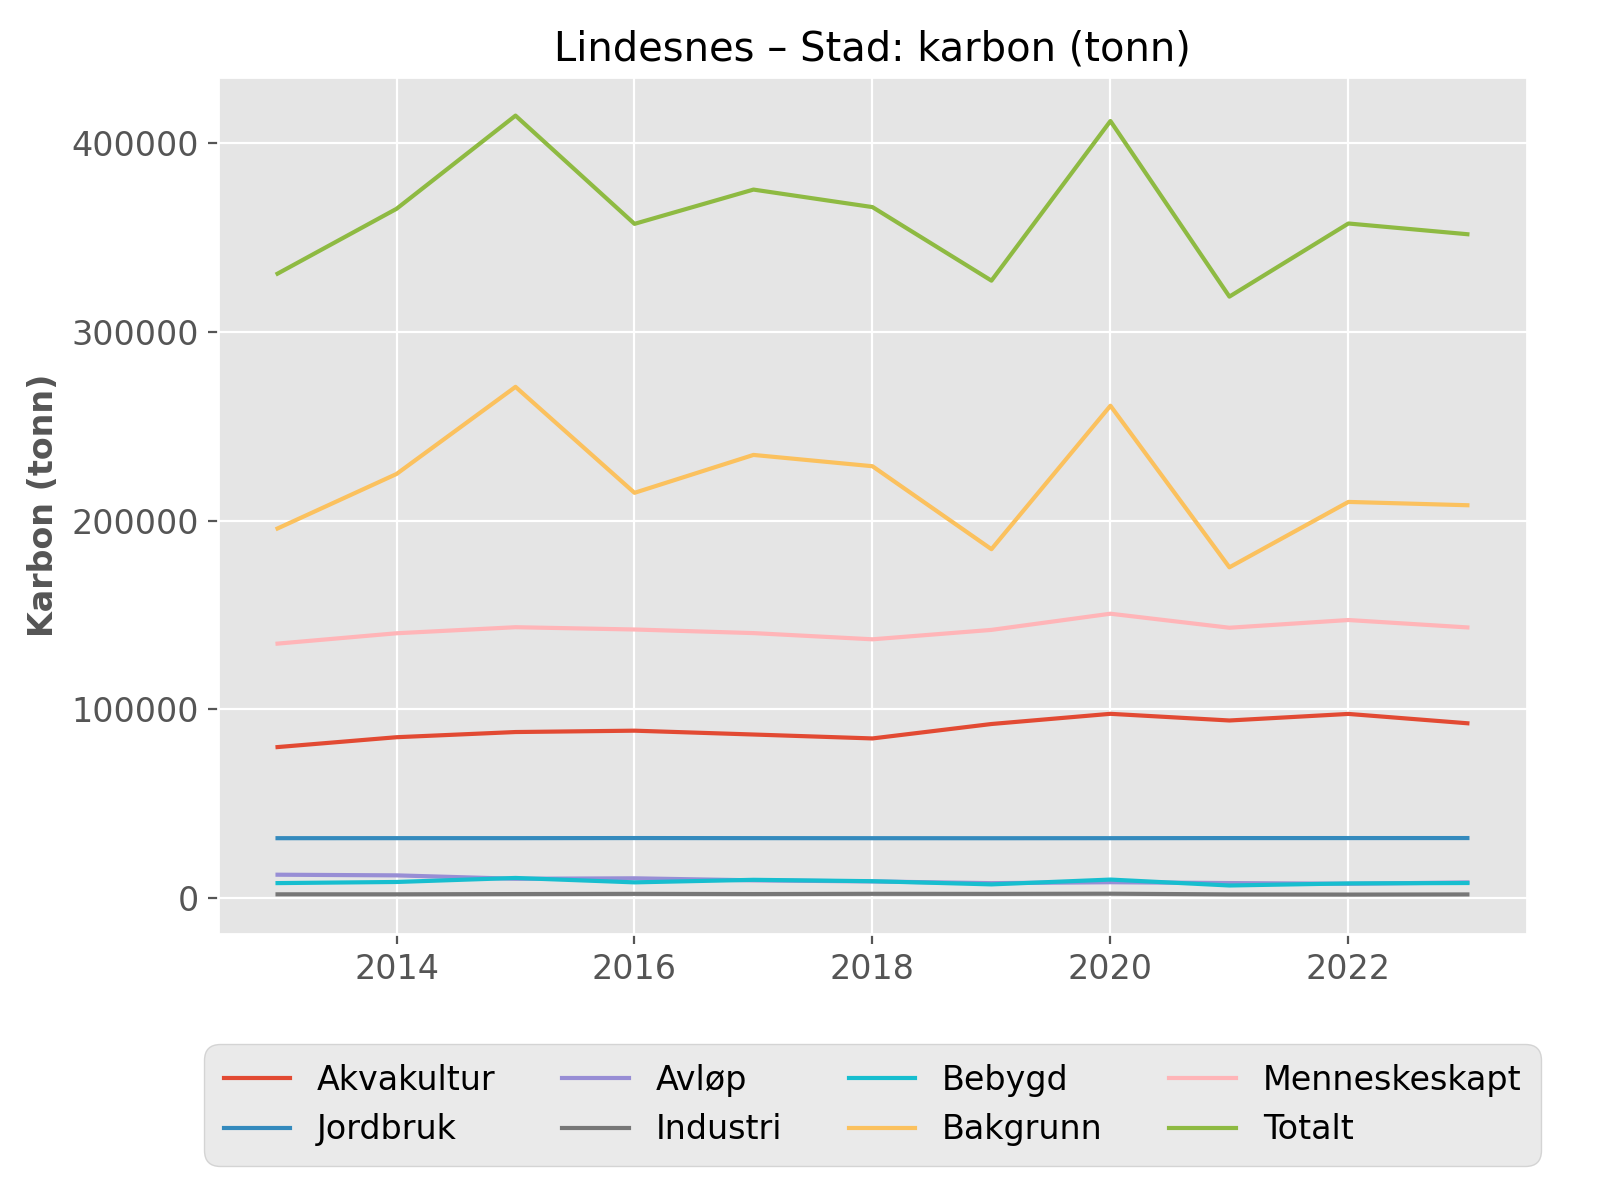 Lindesnes – Stad: karbon (tonn)
Karbon (tonn)
400000
300000
200000
100000
0
2014 2016 2018 2020 2022
Akvakultur Avløp Bebygd Menneskeskapt
Jordbruk Industri Bakgrunn Totalt